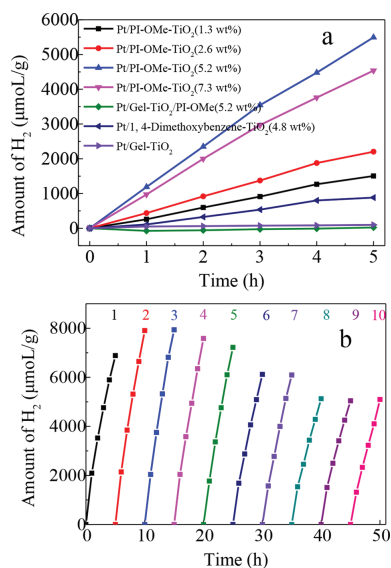 6000
5000
4000
3000
2000
1000
0
Amount of H₂ (μmoL/g)
Pt/PI-OMe-TiO₂(1.3 wt%)
Pt/PI-OMe-TiO₂(2.6 wt%)
Pt/PI-OMe-TiO₂(5.2 wt%)
Pt/PI-OMe-TiO₂(7.3 wt%)
Pt/Gel-TiO₂/PI-OMe(5.2 wt%)
Pt/1, 4-Dimethoxybenzene-TiO₂(4.8 wt%)
Pt/Gel-TiO₂
a
0 1 2 3 4 5
Time (h)
1 2 3 4 5 6 7 8 9 10
b
8000
6000
4000
2000
0
Amount of H₂ (μmoL/g)
0 10 20 30 40 50
Time (h)